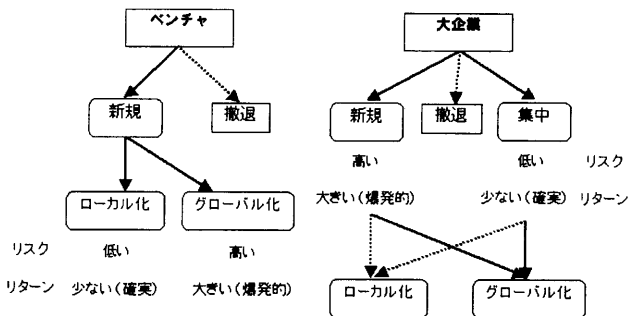 ベンチャ
新規
撤退
ローカル化
グローバル化
リスク 低い 高い
リターン 少ない(確実) 大きい(爆発的)
大企業
新規
撤退
集中
高い 低い リスク
大きい(爆発的) 少ない(確実) リターン
ローカル化
グローバル化